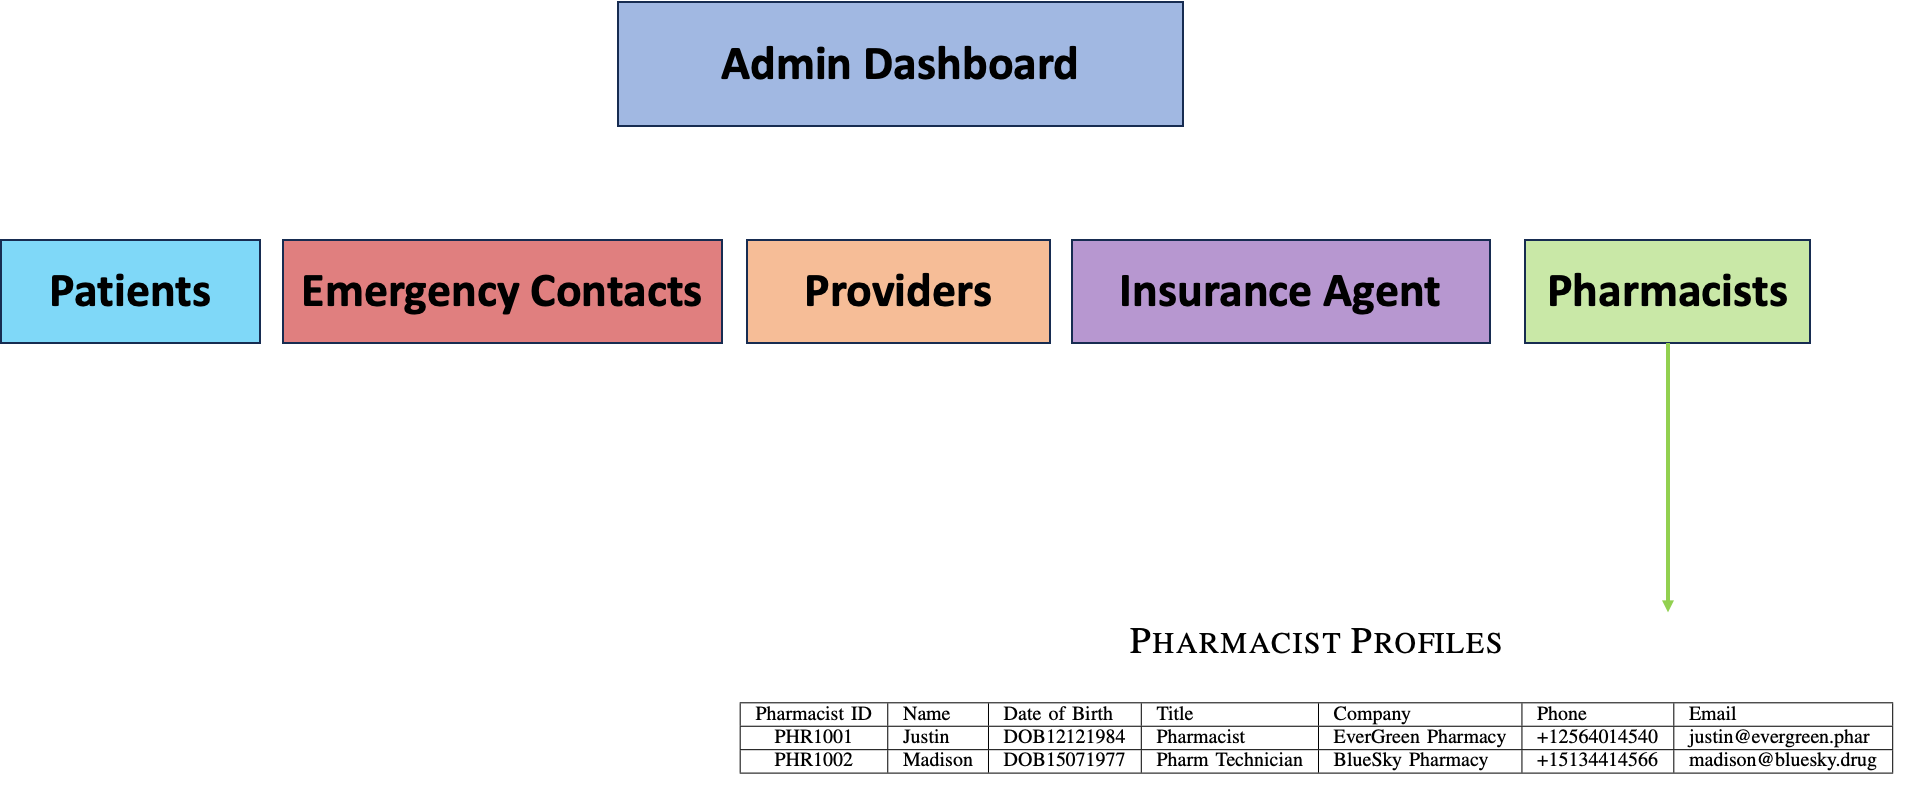 Admin Dashboard
Patients Emergency Contacts Providers Insurance Agent Pharmacists
PHARMACIST PROFILES
Pharmacist ID Name Date of Birth Title Company Phone Email
PHR1001 Justin DOB12121984 Pharmacist EverGreen Pharmacy +12564014540 justin@evergreen.phar
PHR1002 Madison DOB15071977 Pharm Technician BlueSky Pharmacy +15134414566 madison@bluesky.drug